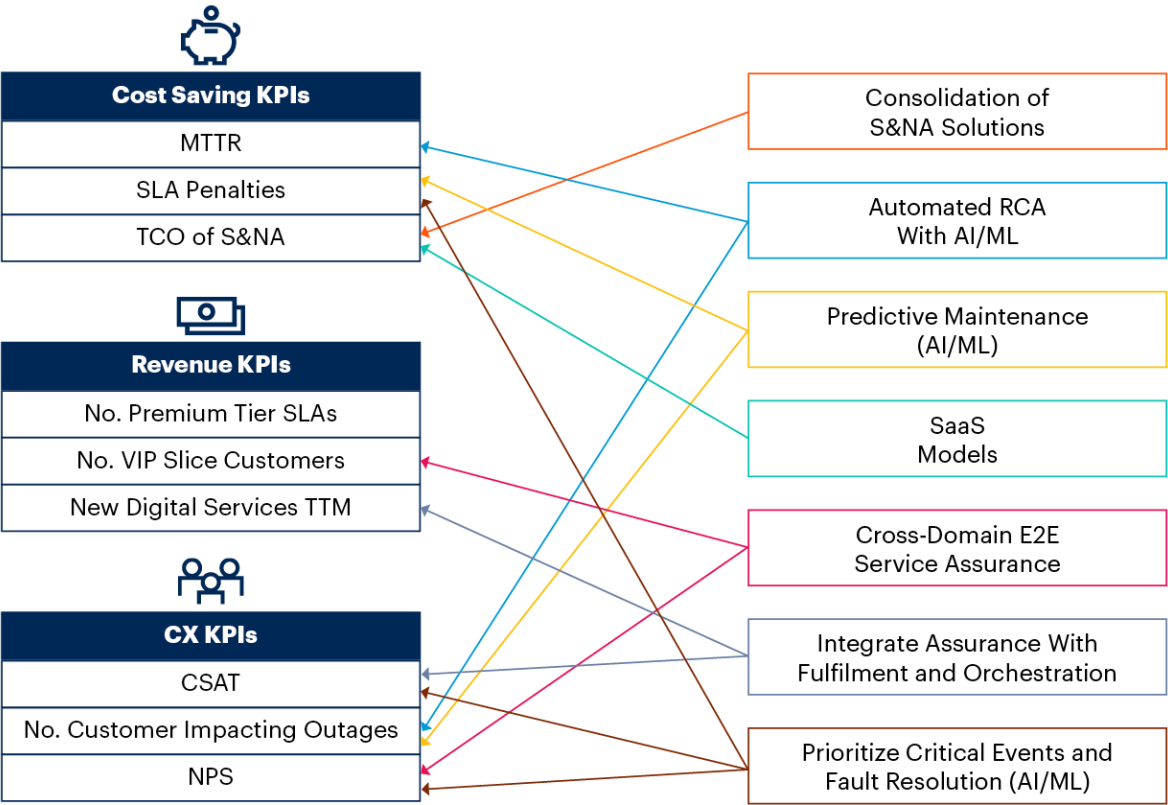 Cost Saving KPIs
MTTR
SLA Penalties
TCO of S&NA
Revenue KPIs
No. Premium Tier SLAs
No. VIP Slice Customers
New Digital Services TTM
CX KPIs
CSAT
No. Customer Impacting Outages
NPS
Consolidation of
S&NA Solutions
Automated RCA
With AI/ML
Predictive Maintenance
(AI/ML)
SaaS
Models
Cross-Domain E2E
Service Assurance
Integrate Assurance With
Fulfilment and Orchestration
Prioritize Critical Events and
Fault Resolution (AI/ML)